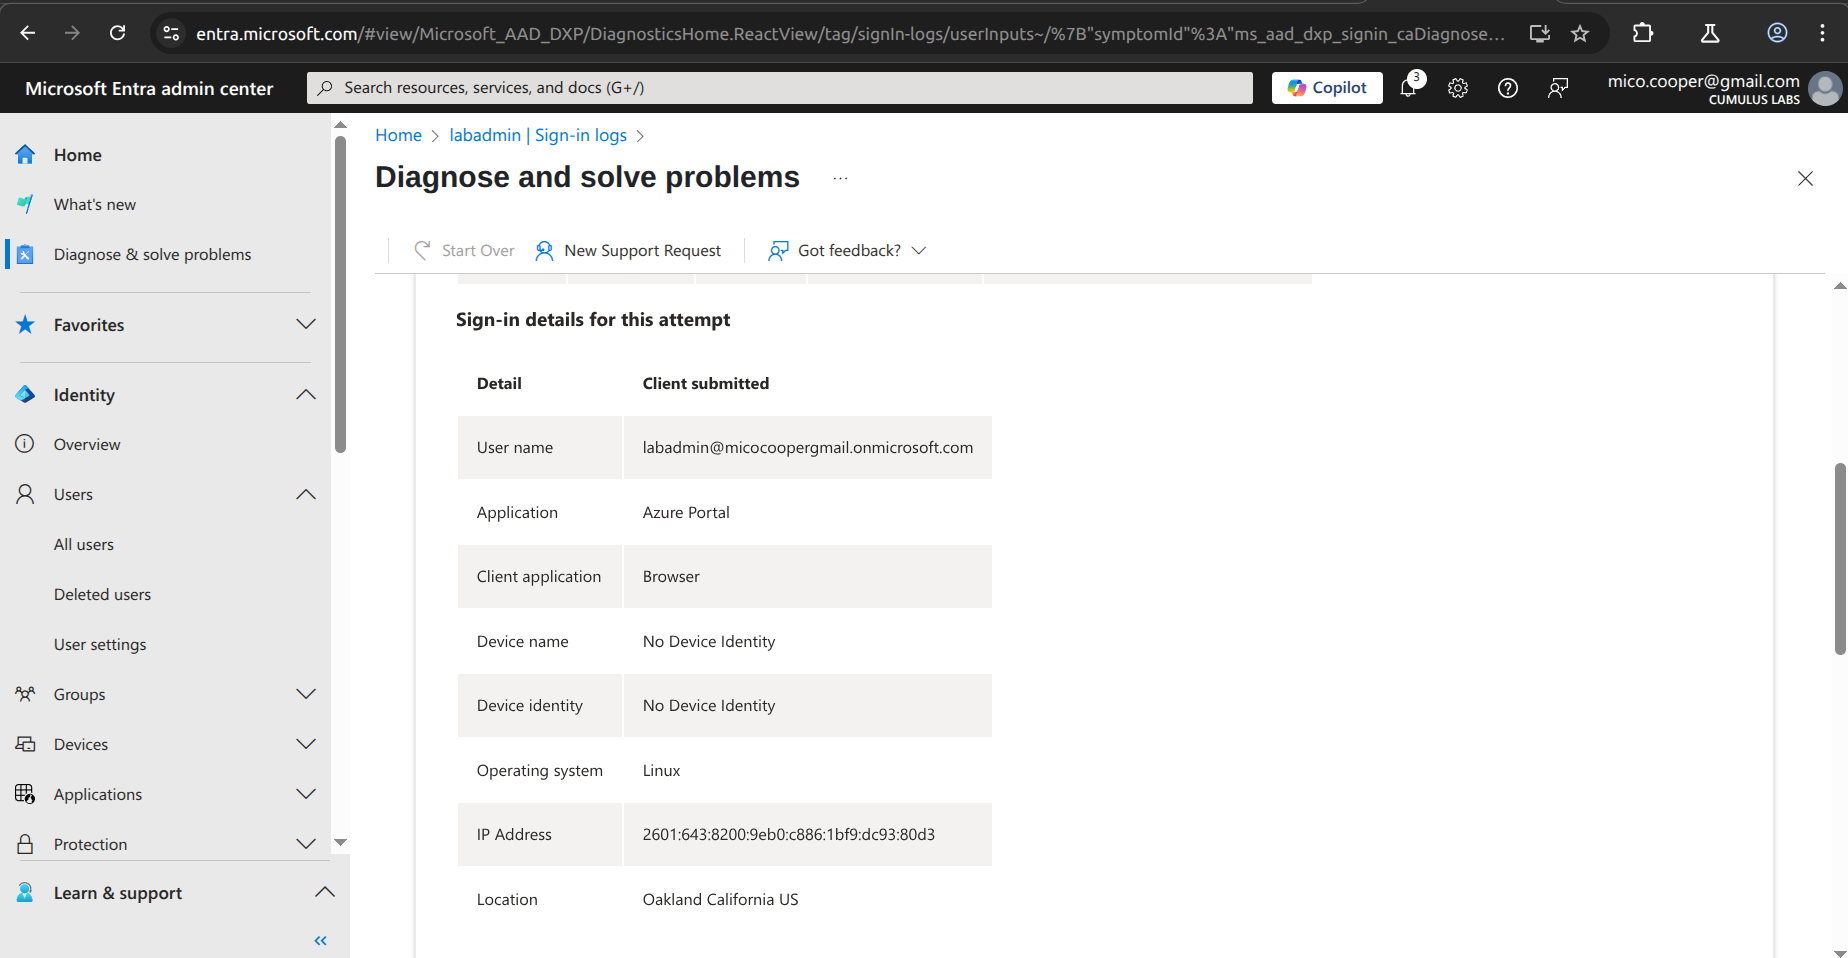 entra.microsoft.com/#view/Microsoft_AAD_DXP/DiagnosticsHome.ReactView/tag/signIn-logs/userInputs~/%7B"symptomId"%3A"ms_aad_dxp_signin_caDiagnose...
Microsoft Entra admin center
Search resources, services, and docs (G+/)
Copilot
3
mico.cooper@gmail.com
CUMULUS LABS
Home
What's new
Diagnose & solve problems
Favorites
Identity
Overview
Users
All users
Deleted users
User settings
Groups
Devices
Applications
Protection
Learn & support
Home > labadmin | Sign-in logs >
Diagnose and solve problems ...
Start Over
New Support Request
Got feedback?
Sign-in details for this attempt
Detail Client submitted
User name labadmin@micocoopergmail.onmicrosoft.com
Application Azure Portal
Client application Browser
Device name No Device Identity
Device identity No Device Identity
Operating system Linux
IP Address 2601:643:8200:9eb0:c886:1bf9:dc93:80d3
Location Oakland California US